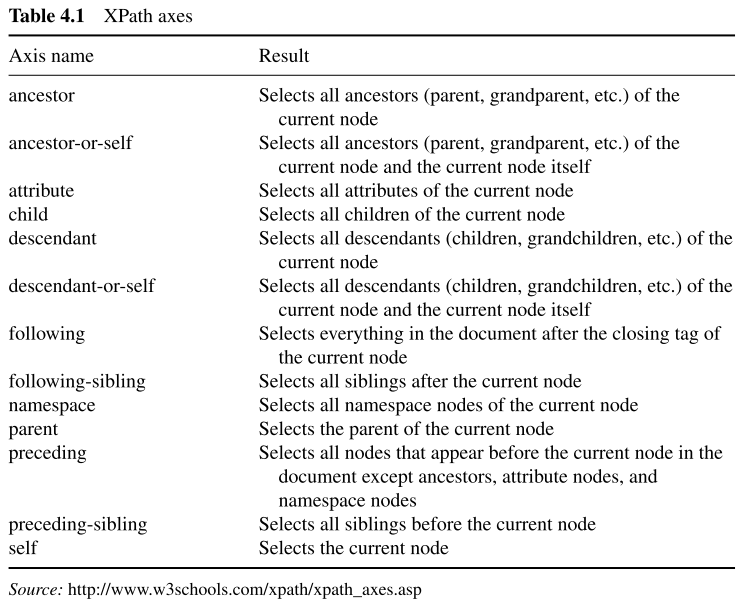 Table 4.1 XPath axes
Axis name Result
ancestor Selects all ancestors (parent, grandparent, etc.) of the
current node
ancestor-or-self Selects all ancestors (parent, grandparent, etc.) of the
current node and the current node itself
attribute Selects all attributes of the current node
child Selects all children of the current node
descendant Selects all descendants (children, grandchildren, etc.) of the
current node
descendant-or-self Selects all descendants (children, grandchildren, etc.) of the
current node and the current node itself
following Selects everything in the document after the closing tag of
the current node
following-sibling Selects all siblings after the current node
namespace Selects all namespace nodes of the current node
parent Selects the parent of the current node
preceding Selects all nodes that appear before the current node in the
document except ancestors, attribute nodes, and
namespace nodes
preceding-sibling Selects all siblings before the current node
self Selects the current node
Source: http://www.w3schools.com/xpath/xpath_axes.asp